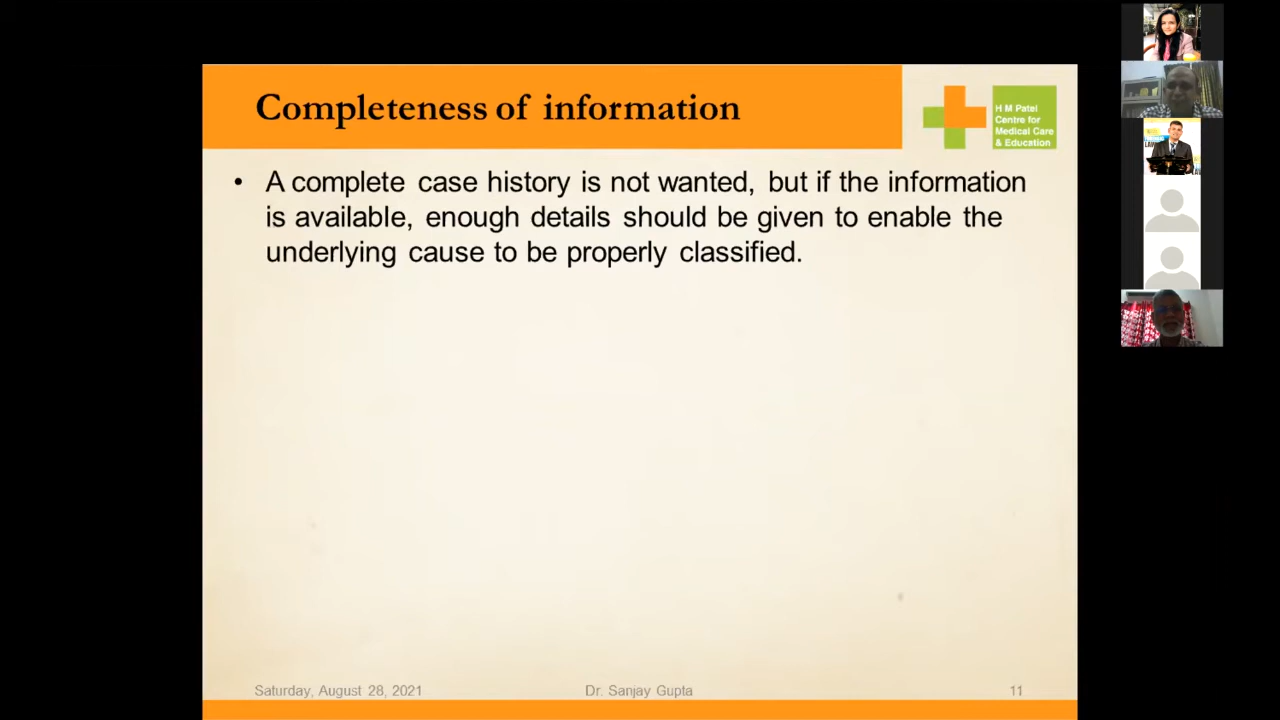 Completeness of information
H M Patel
Centre for
Medical Care
& Education
• A complete case history is not wanted, but if the information
is available, enough details should be given to enable the
underlying cause to be properly classified.
Saturday, August 28, 2021
Dr. Sanjay Gupta
11